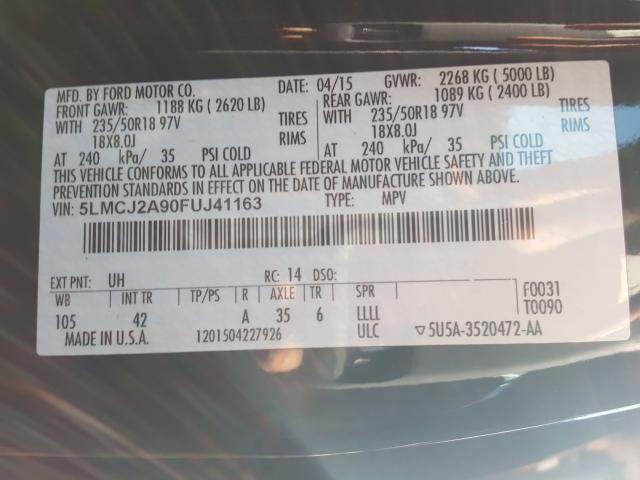 MFD. BY FORD MOTOR CO. DATE: 04/15 GVWR: 2268 KG ( 5000 LB)
FRONT GAWR: 1188 KG ( 2620 LB) REAR GAWR: 1089 KG ( 2400 LB)
WITH 235/50R18 97V TIRES WITH 235/50R18 97V TIRES
18X8.0J RIMS 18X8.0J RIMS
AT 240 kPa/ 35 PSI COLD AT 240 kPa/ 35 PSI COLD
THIS VEHICLE CONFORMS TO ALL APPLICABLE FEDERAL MOTOR VEHICLE SAFETY AND THEFT
PREVENTION STANDARDS IN EFFECT ON THE DATE OF MANUFACTURE SHOWN ABOVE.
VIN: 5LMCJ2A90FUJ41163 TYPE: MPV
EXT PNT: UH RC: 14 DSO: F0031
WB INT TR TP/PS R AXLE TR SPR T0090
105 42 A 35 6 LLLL
MADE IN U.S.A. 1201504227926 ULC ▽5U5A-3520472-AA